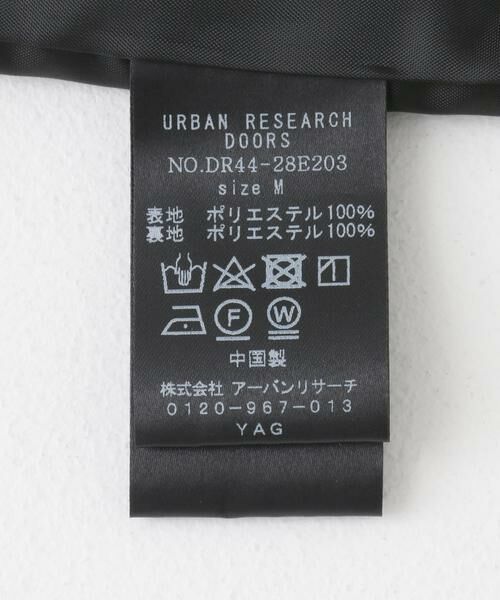 URBAN RESEARCH
DOORS
NO.DR44-28E203
size M
表地 ポリエステル100%
裏地 ポリエステル100%
F W
中国製
株式会社 アーバンリサーチ
0120-967-013
YAG